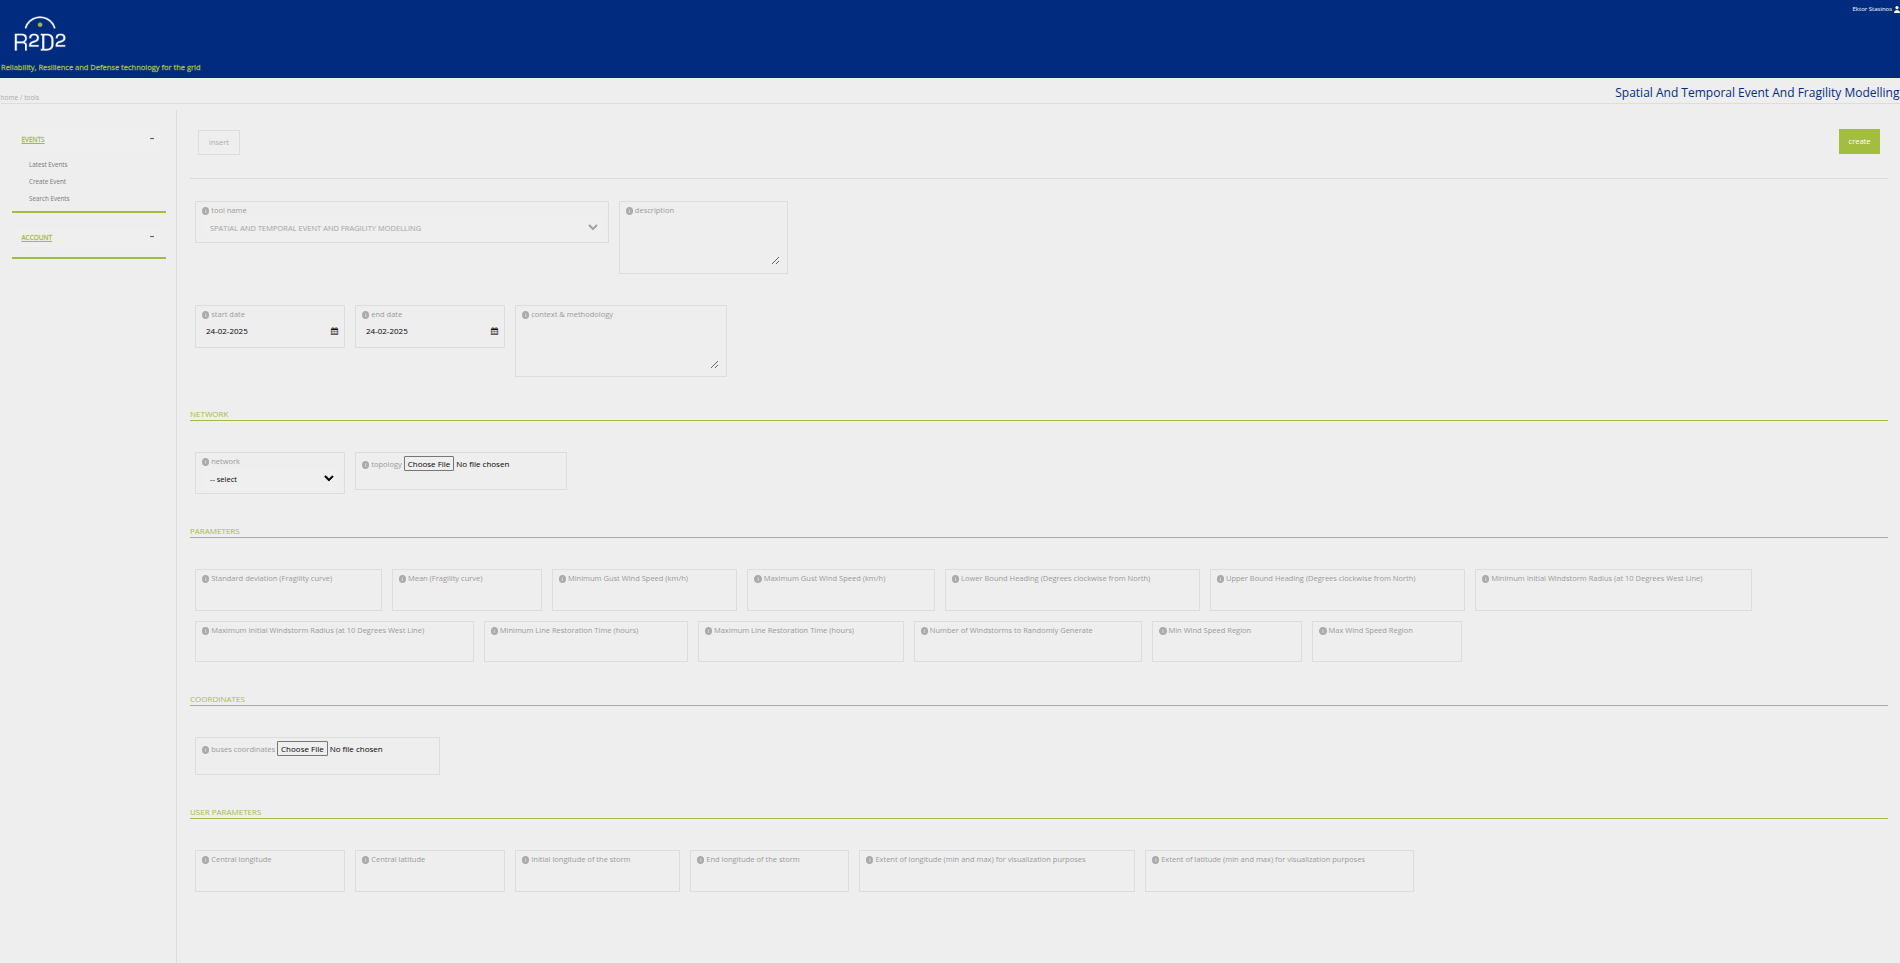 Ektor Stasinos
R2D2
Reliability, Resilience and Defense technology for the grid
home / tools
Spatial And Temporal Event And Fragility Modelling
EVENTS
Latest Events
Create Event
Search Events
ACCOUNT
insert
create
tool name
SPATIAL AND TEMPORAL EVENT AND FRAGILITY MODELLING
description
start date
24-02-2025
end date
24-02-2025
context & methodology
NETWORK
network
-- select
topology Choose File No file chosen
PARAMETERS
Standard deviation (Fragility curve)
Mean (Fragility curve)
Minimum Gust Wind Speed (km/h)
Maximum Gust Wind Speed (km/h)
Lower Bound Heading (Degrees clockwise from North)
Upper Bound Heading (Degrees clockwise from North)
Minimum Initial Windstorm Radius (at 10 Degrees West Line)
Maximum Initial Windstorm Radius (at 10 Degrees West Line)
Minimum Line Restoration Time (hours)
Maximum Line Restoration Time (hours)
Number of Windstorms to Randomly Generate
Min Wind Speed Region
Max Wind Speed Region
COORDINATES
buses coordinates Choose File No file chosen
USER PARAMETERS
Central longitude
Central latitude
Initial longitude of the storm
End longitude of the storm
Extent of longitude (min and max) for visualization purposes
Extent of latitude (min and max) for visualization purposes